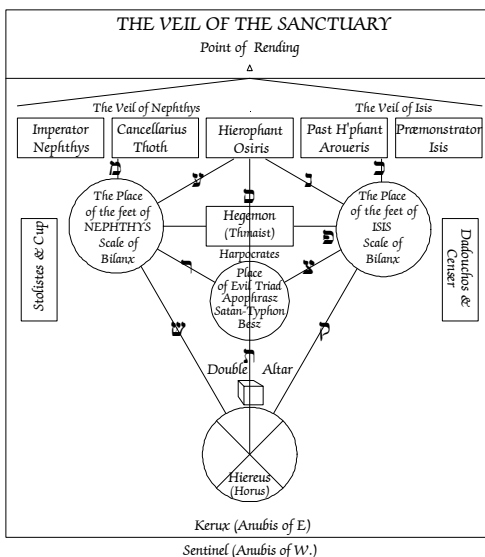 THE VEIL OF THE SANCTUARY
Point of Rending
The Veil of Nephthys
The Veil of Isis
Imperator
Nephthys
Cancellarius
Thoth
Hierophant
Osiris
Past H'phant
Aroueris
Præmonstrator
Isis
מ
ע
ס
נ
כ
The Place
of the feet of
NEPHTHYS
Scale of
Bilanx
Hegemon
(Thmaist)
פ
The Place
of the feet of
ISIS
Scale of
Bilanx
Stolistes & Cup
Dadouchos &
Censer
Harpocrates
ר
צ
Place
of Evil Triad
Apophrasz
Satan-Typhon
Besz
ש
ק
ת
Double Altar
Hiereus
(Horus)
Kerux (Anubis of E)
Sentinel (Anubis of W.)